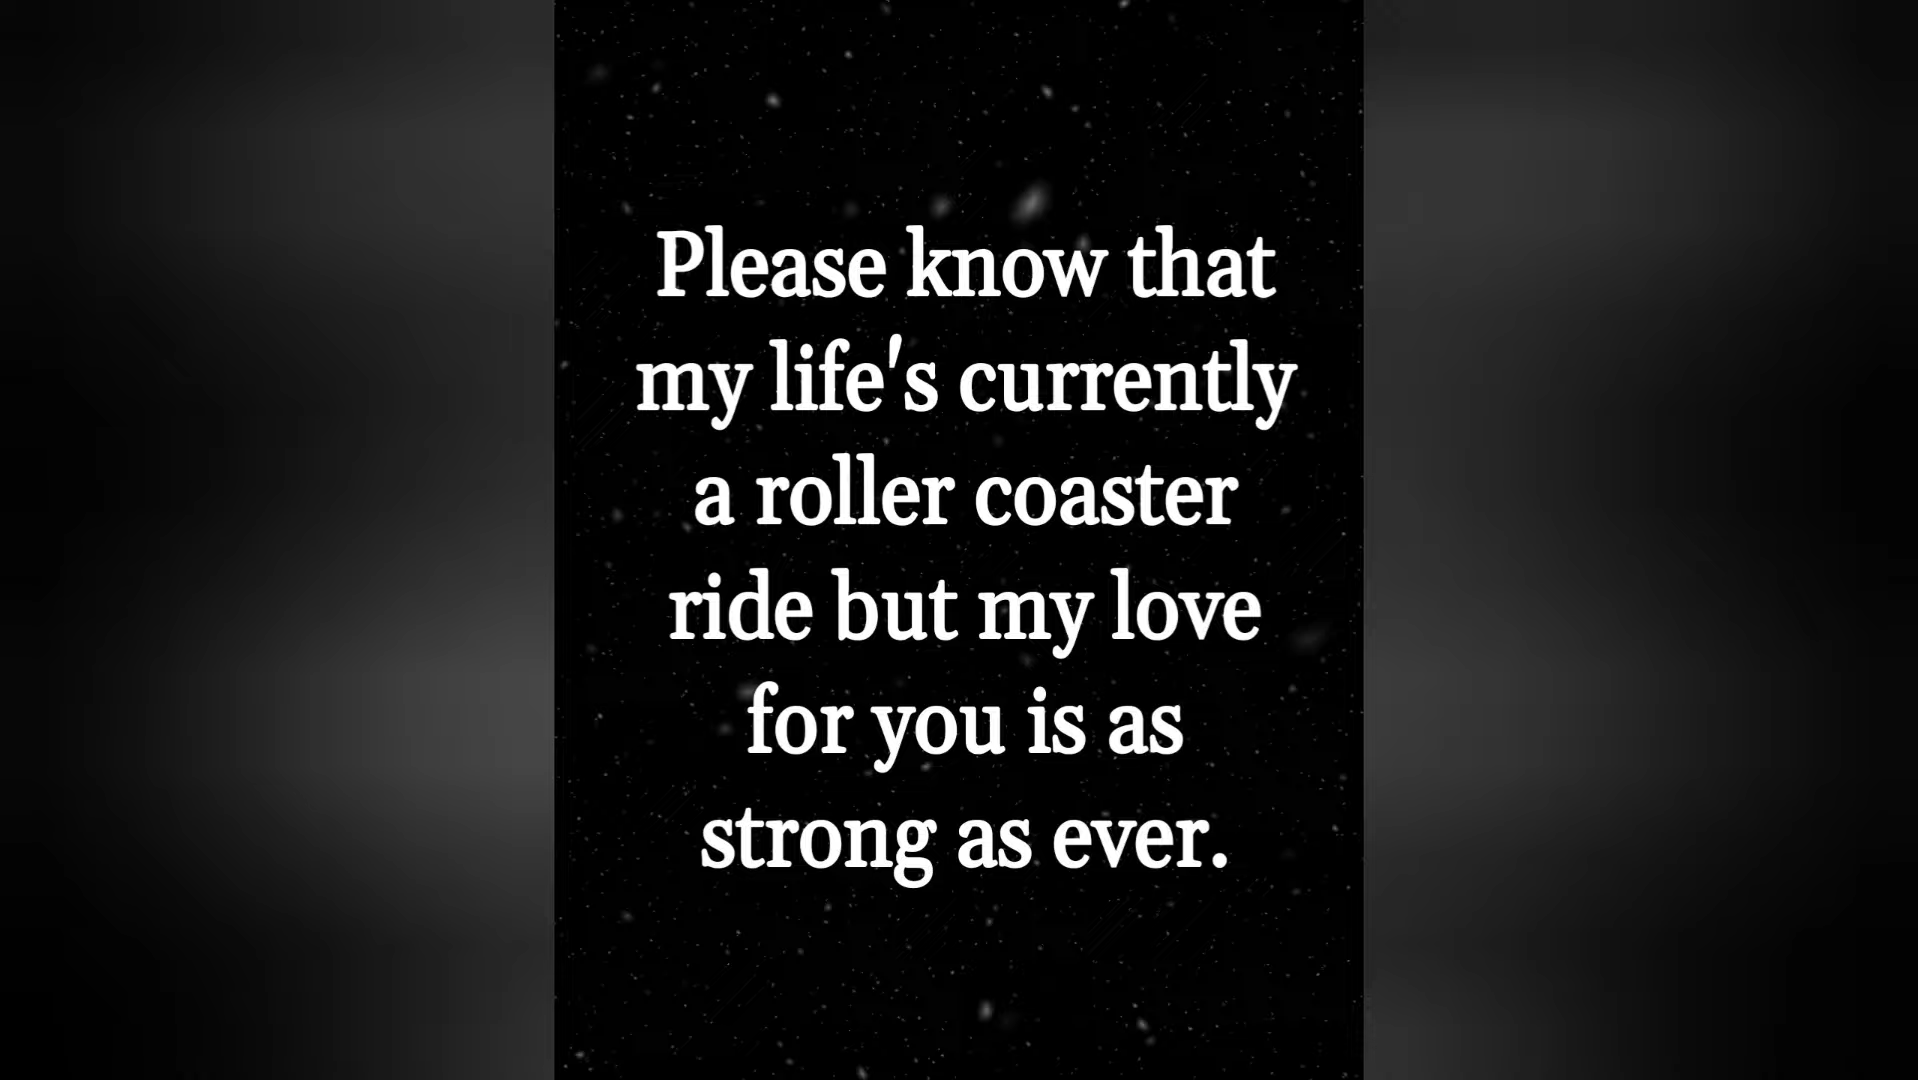 Please know that
my life's currently
a roller coaster
ride but my love
for you is as
strong as ever.